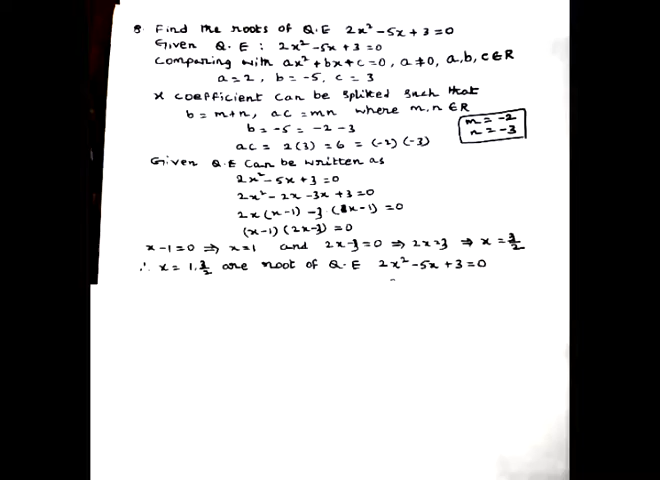 8. Find the roots of Q.E 2x² - 5x + 3 = 0
Given Q.E : 2x² - 5x + 3 = 0
Comparing with ax² + bx + c = 0, a ≠ 0, a, b, c ∈ R
a = 2, b = -5, c = 3
x coefficient can be splited such that
b = m + n, ac = mn where m, n ∈ R
b = -5 = -2 - 3
m = -2
n = -3
ac = 2(3) = 6 = (-2)(-3)
Given Q.E can be written as
2x² - 5x + 3 = 0
2x² - 2x - 3x + 3 = 0
2x(x-1) - 3(x-1) = 0
(x-1)(2x-3) = 0
x - 1 = 0 ⇒ x = 1 and 2x - 3 = 0 ⇒ 2x = 3 ⇒ x = 3/2
∴ x = 1, 3/2 are root of Q.E 2x² - 5x + 3 = 0